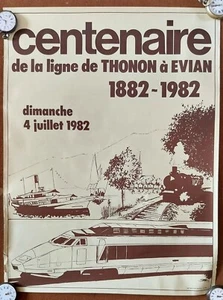 centenaire
de la ligne de THONON à EVIAN
1882-1982
dimanche
4 juillet 1982